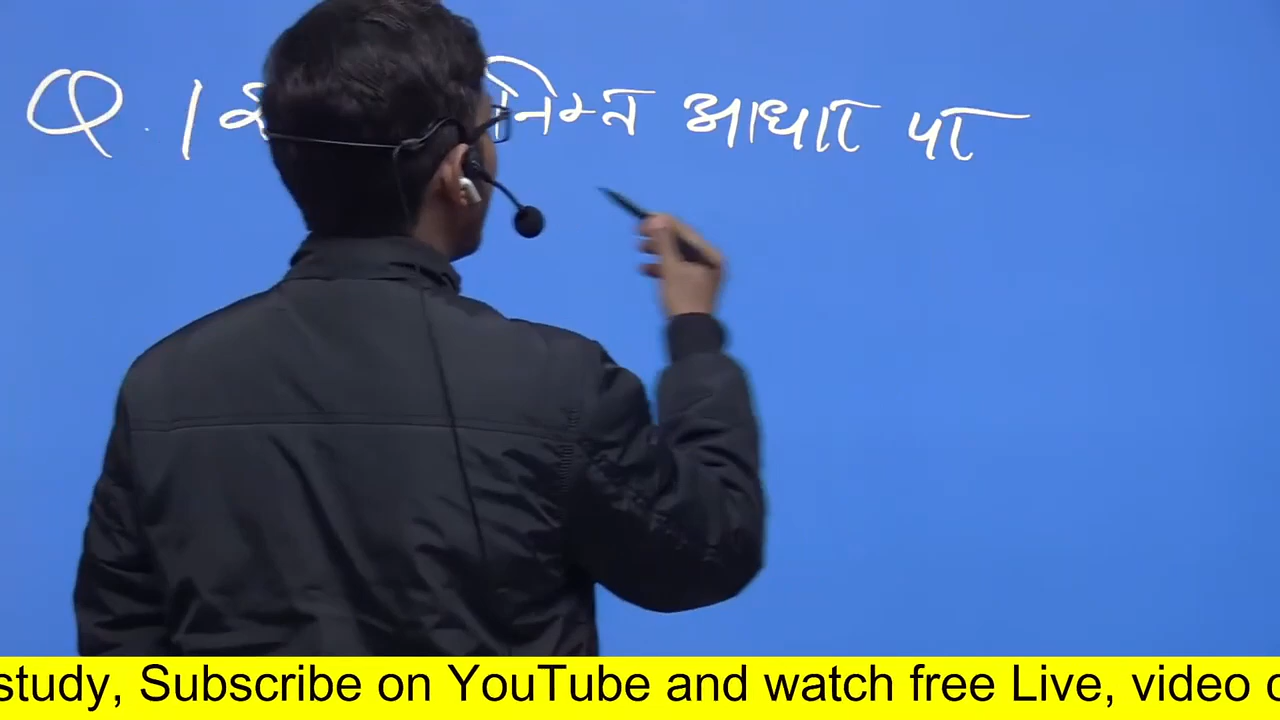 Q. 1 निम्न आधार पर
study, Subscribe on YouTube and watch free Live, video